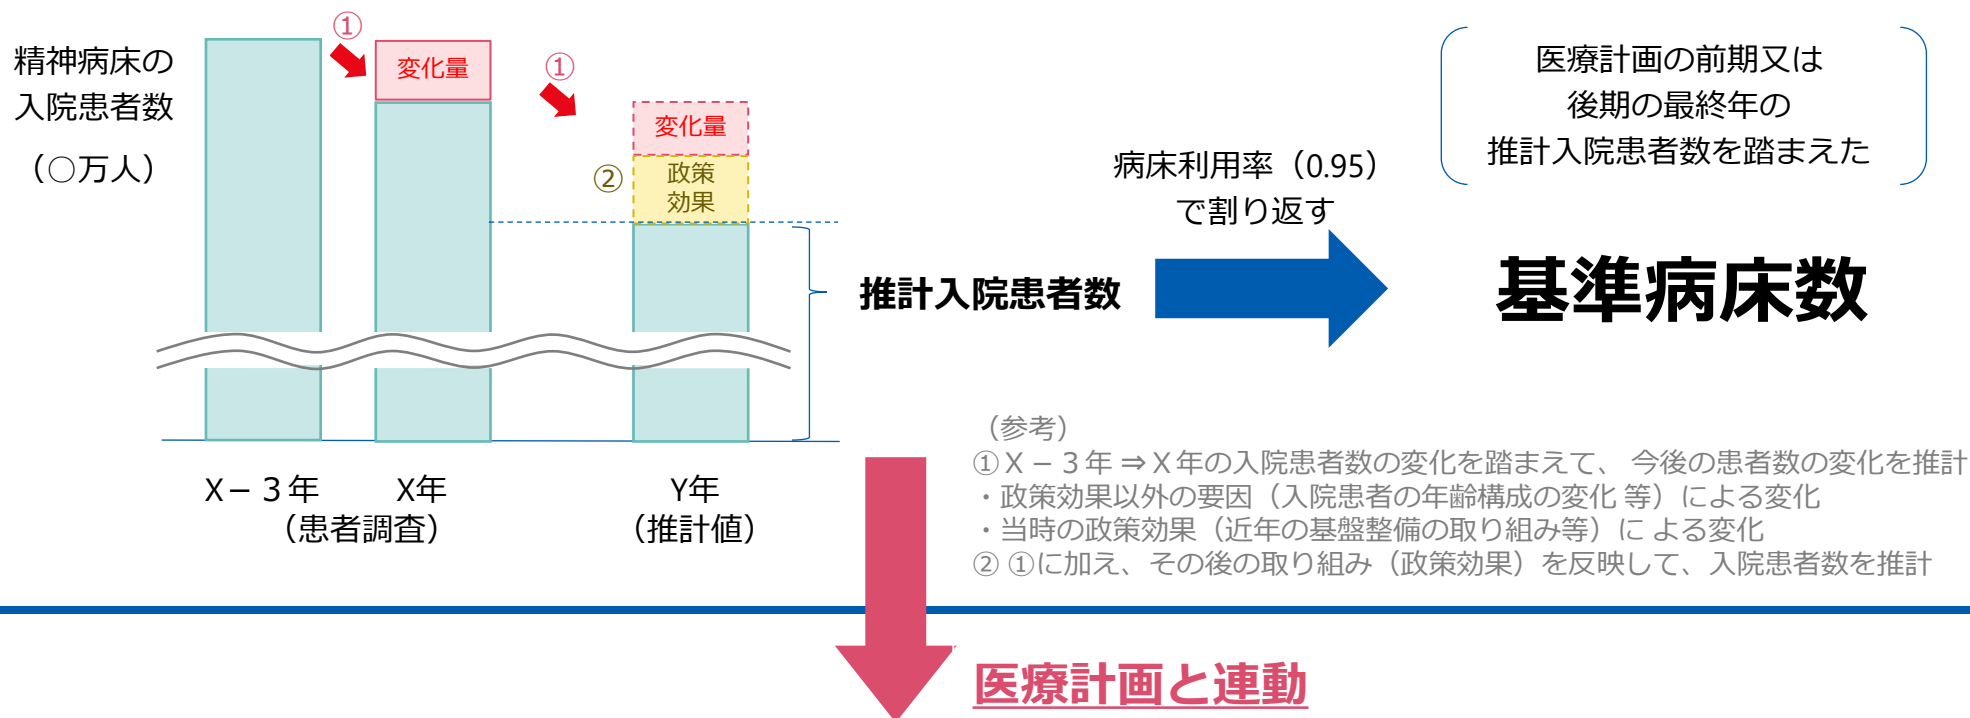 精神病床の
入院患者数
（○万人）
①
変化量
①
変化量
②
政策
効果
推計入院患者数
病床利用率（0.95）
で割り返す
医療計画の前期又は
後期の最終年の
推計入院患者数を踏まえた
基準病床数
X－３年
X年
（患者調査）
Y年
（推計値）
（参考）
①Ｘ－３年⇒Ｘ年の入院患者数の変化を踏まえて、 今後の患者数の変化を推計
・政策効果以外の要因（入院患者の年齢構成の変化 等）による変化
・当時の政策効果（近年の基盤整備の取り組み等）に よる変化
② ①に加え、その後の取り組み（政策効果）を反映して、入院患者数を推計
医療計画と連動